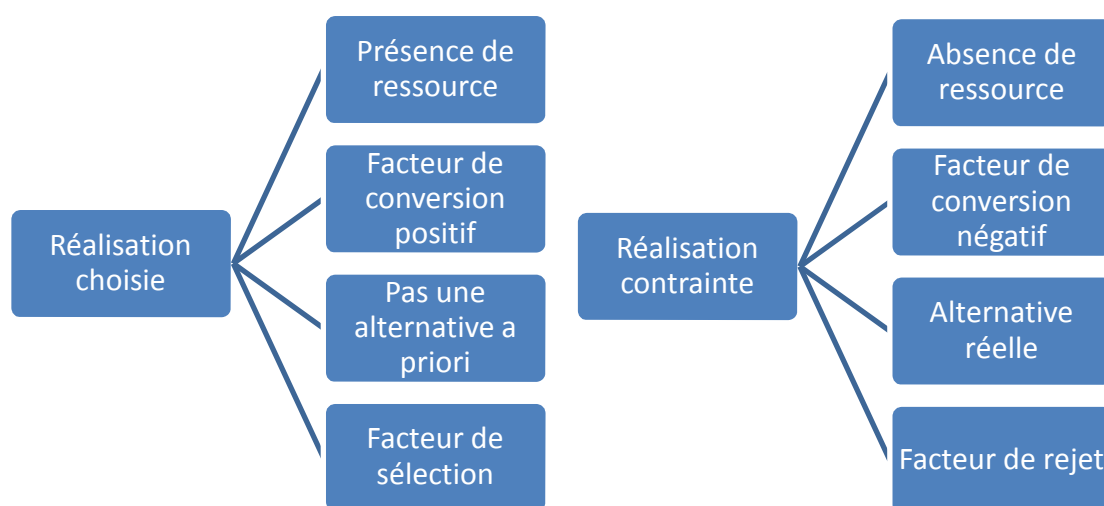 Réalisation
choisie
Présence de
ressource
Facteur de
conversion
positif
Pas une
alternative a
priori
Facteur de
sélection
Réalisation
contrainte
Absence de
ressource
Facteur de
conversion
négatif
Alternative
réelle
Facteur de rejet